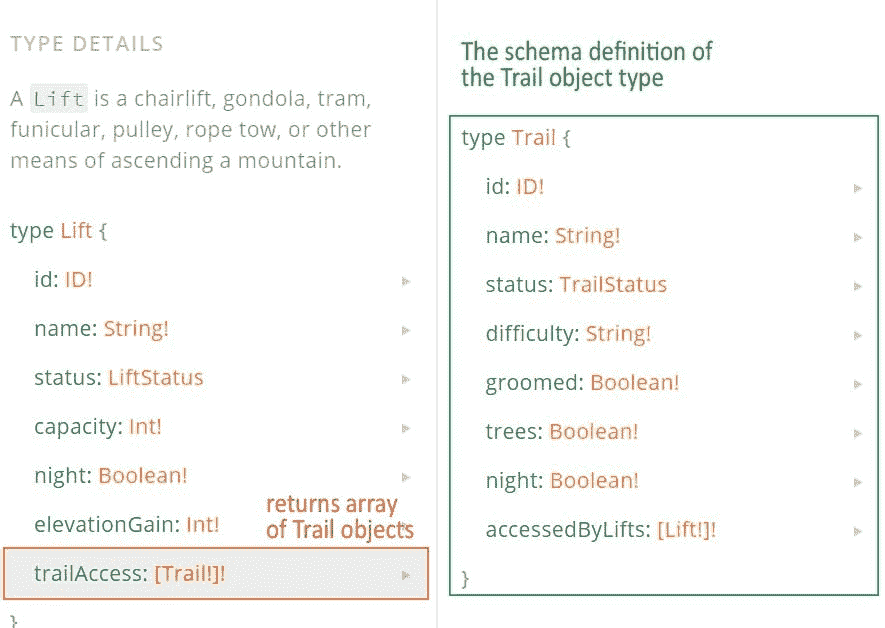 TYPE DETAILS
A Lift is a chairlift, gondola, tram,
funicular, pulley, rope tow, or other
means of ascending a mountain.
type Lift {
id: ID!
name: String!
status: LiftStatus
capacity: Int!
night: Boolean!
elevationGain: Int!
returns array
of Trail objects
trailAccess: [Trail!]!
}
The schema definition of
the Trail object type
type Trail {
id: ID!
name: String!
status: TrailStatus
difficulty: String!
groomed: Boolean!
trees: Boolean!
night: Boolean!
accessedByLifts: [Lift!]!
}